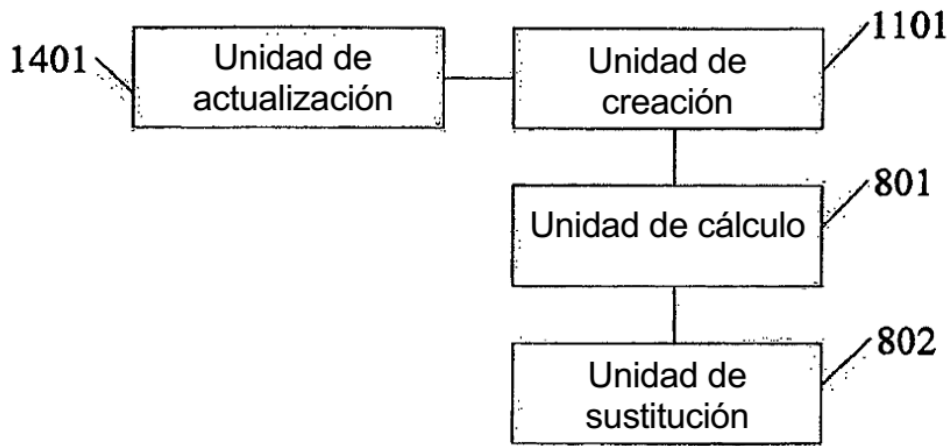 1401
Unidad de
actualización
Unidad de
creación
1101
Unidad de cálculo
801
Unidad de
sustitución
802